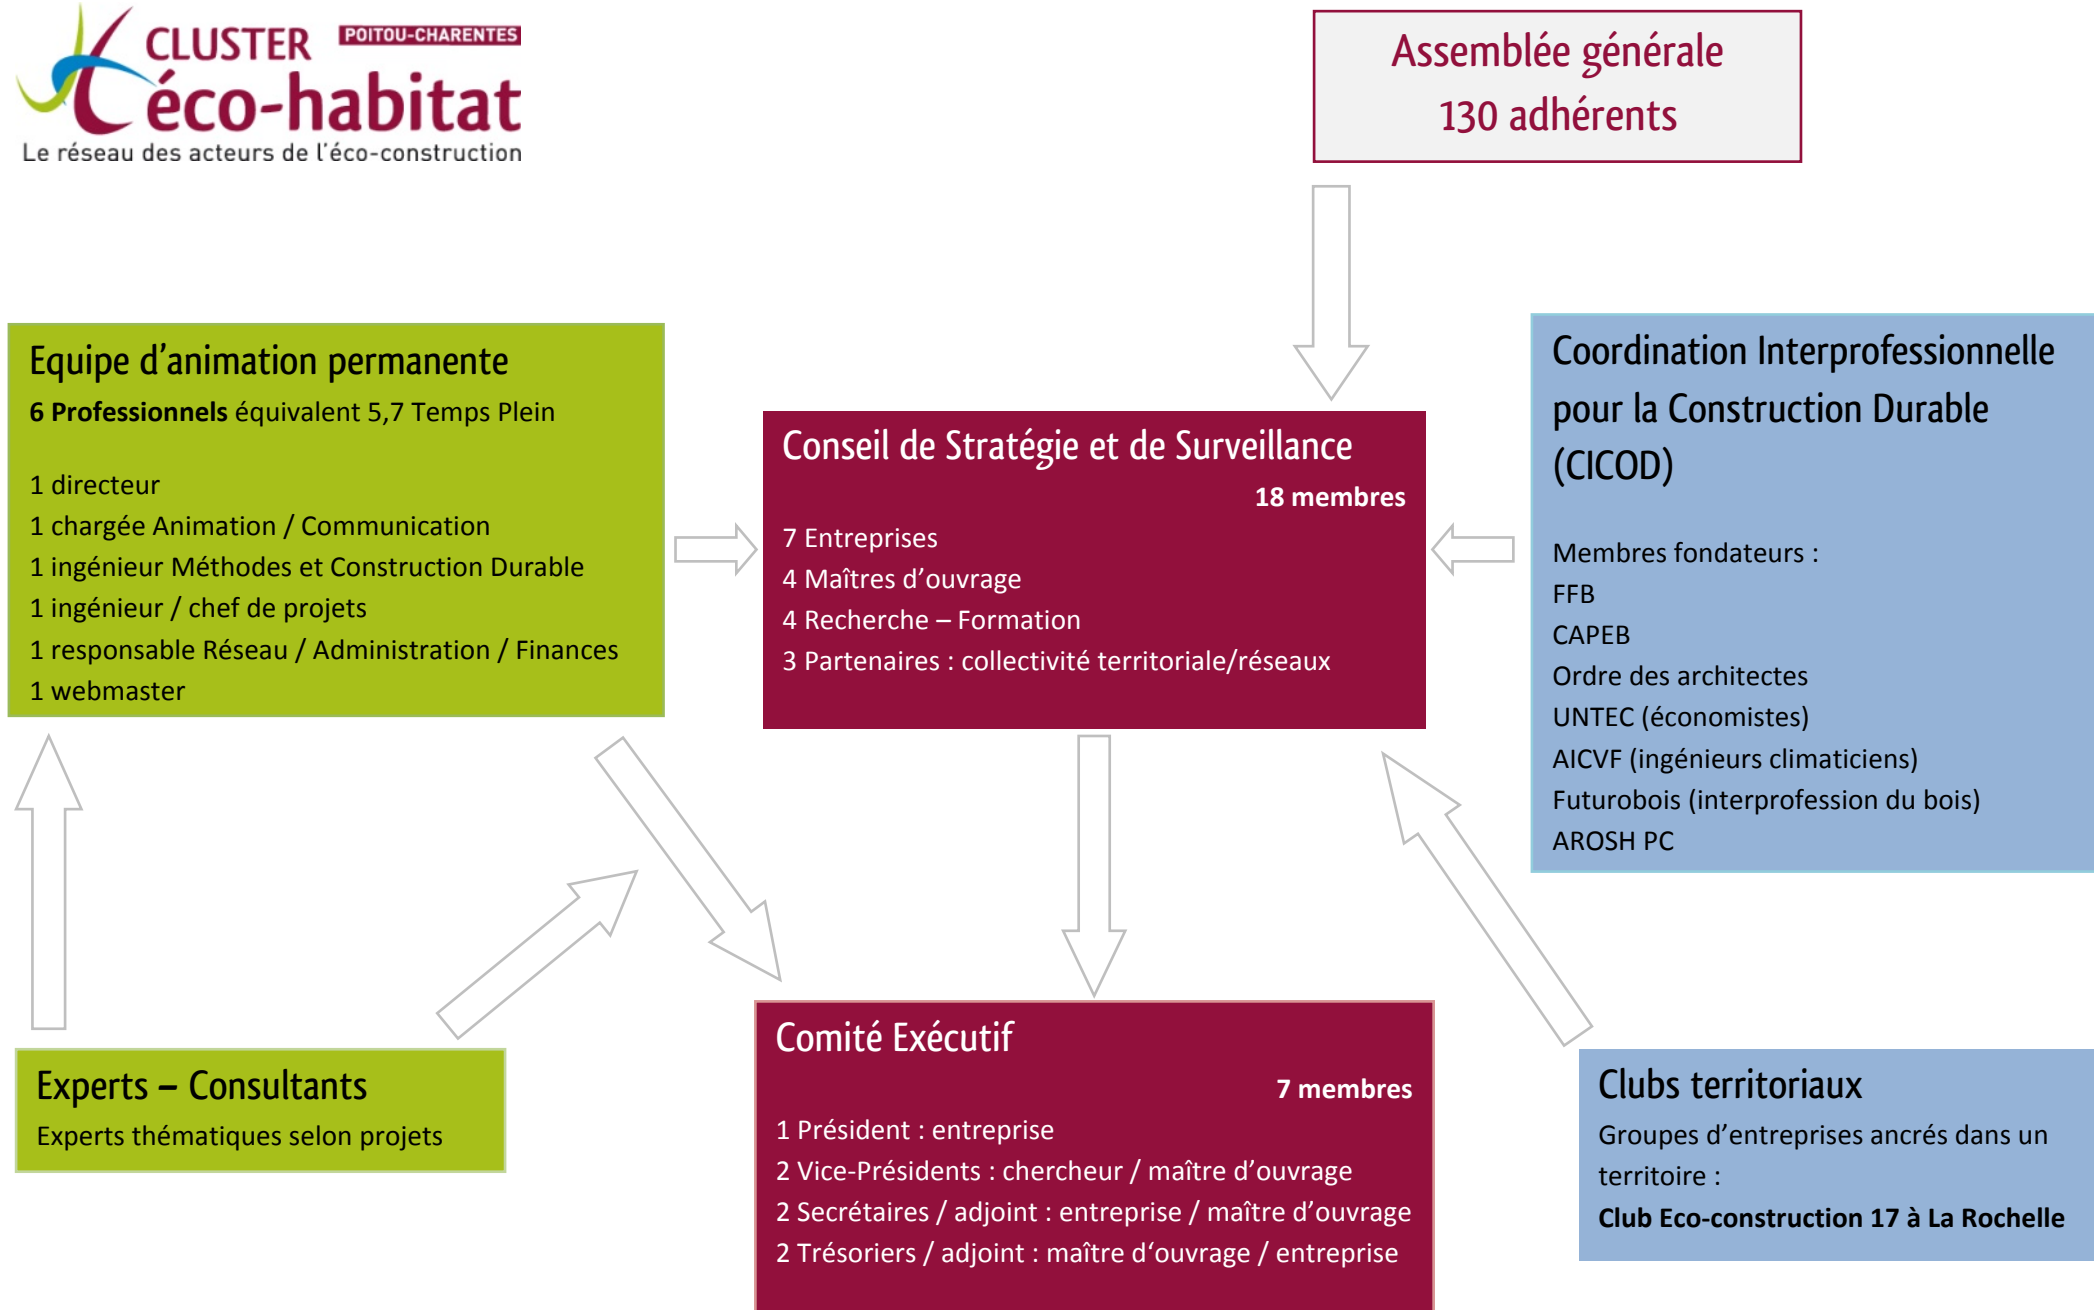 CLUSTER POITOU-CHARENTES
éco-habitat
Le réseau des acteurs de l'éco-construction
Assemblée générale
130 adhérents
Equipe d'animation permanente
6 Professionnels équivalent 5,7 Temps Plein
1 directeur
1 chargée Animation / Communication
1 ingénieur Méthodes et Construction Durable
1 ingénieur / chef de projets
1 responsable Réseau / Administration / Finances
1 webmaster
Conseil de Stratégie et de Surveillance
18 membres
7 Entreprises
4 Maîtres d'ouvrage
4 Recherche – Formation
3 Partenaires : collectivité territoriale/réseaux
Coordination Interprofessionnelle
pour la Construction Durable
(CICOD)
Membres fondateurs :
FFB
CAPEB
Ordre des architectes
UNTEC (économistes)
AICVF (ingénieurs climaticiens)
Futurobois (interprofession du bois)
AROSH PC
Experts – Consultants
Experts thématiques selon projets
Comité Exécutif
7 membres
1 Président : entreprise
2 Vice-Présidents : chercheur / maître d'ouvrage
2 Secrétaires / adjoint : entreprise / maître d'ouvrage
2 Trésoriers / adjoint : maître d'ouvrage / entreprise
Clubs territoriaux
Groupes d'entreprises ancrés dans un
territoire :
Club Eco-construction 17 à La Rochelle